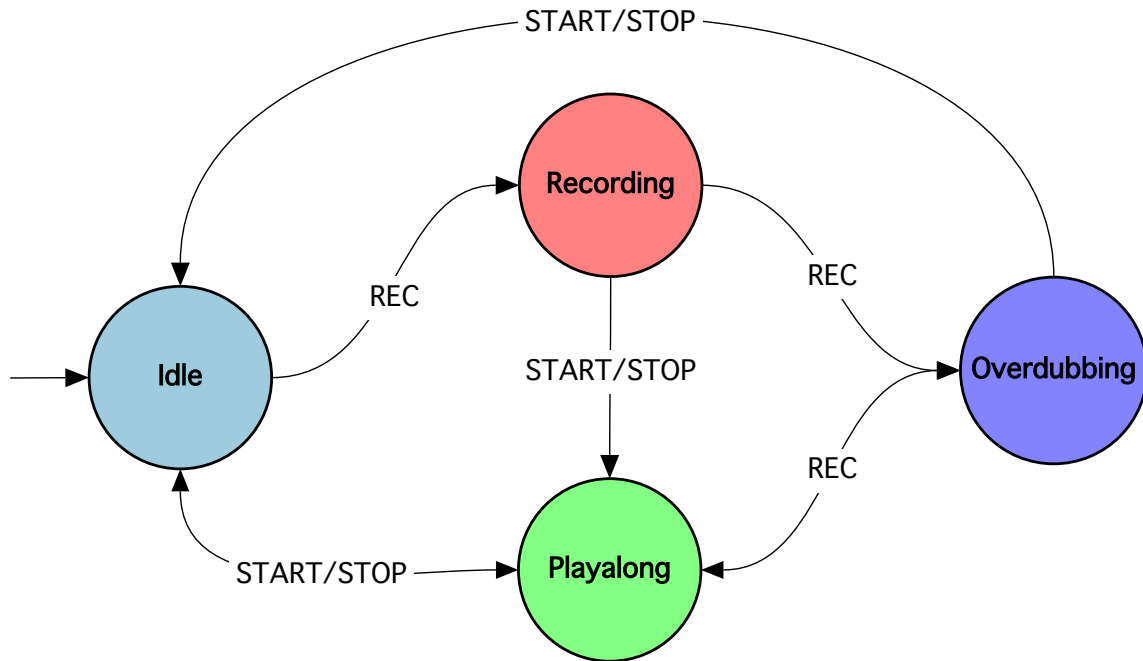 START/STOP
Recording
REC
REC
Idle
START/STOP
Overdubbing
REC
START/STOP
Playalong